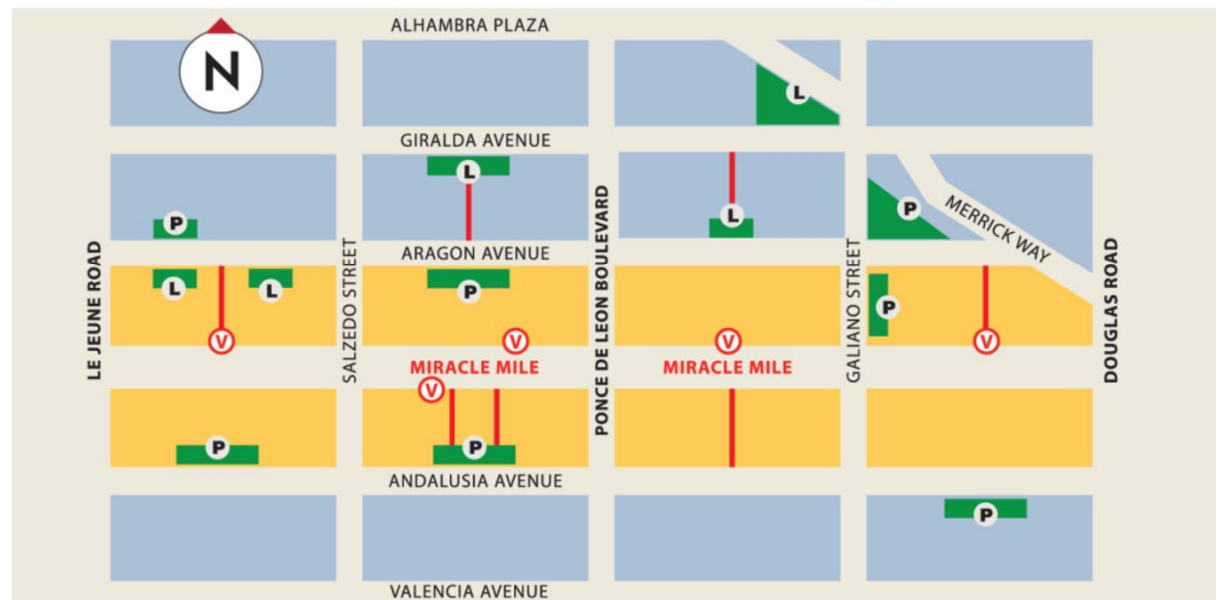 ALHAMBRA PLAZA
N
L
GIRALDA AVENUE
L
P
L
P
MERRICK WAY
ARAGON AVENUE
LE JEUNE ROAD
SALZEDO STREET
PONCE DE LEON BOULEVARD
GALIANO STREET
DOUGLAS ROAD
L
L
P
P
V
V
V
V
MIRACLE MILE
MIRACLE MILE
V
P
P
ANDALUSIA AVENUE
P
VALENCIA AVENUE